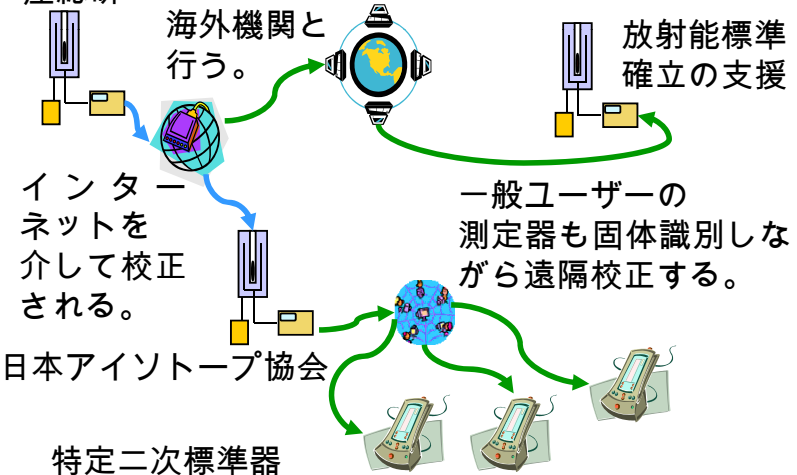 海外機関と
行う。
放射能標準
確立の支援
インター
ネットを
介して校正
される。
一般ユーザーの
測定器も固体識別しな
がら遠隔校正する。
日本アイソトープ協会
特定二次標準器